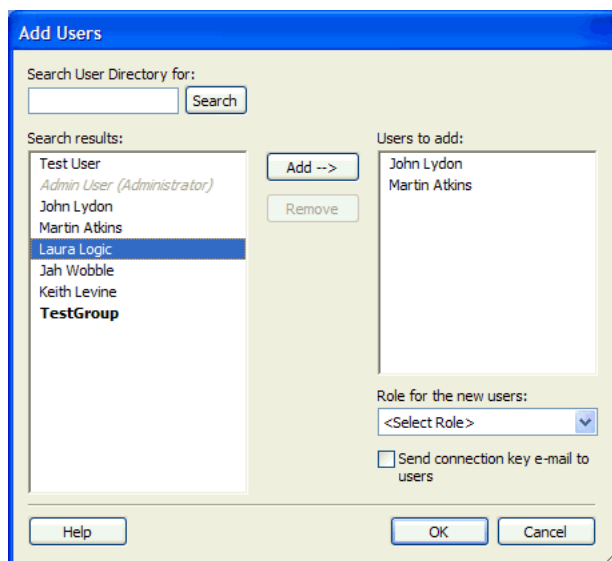 Add Users
Search User Directory for:
Search
Search results:
Test User
Admin User (Administrator)
John Lydon
Martin Atkins
Laura Logic
Jah Wobble
Keith Levine
TestGroup
Add -->
Remove
Users to add:
John Lydon
Martin Atkins
Role for the new users:
<Select Role>
Send connection key e-mail to
users
Help
OK
Cancel